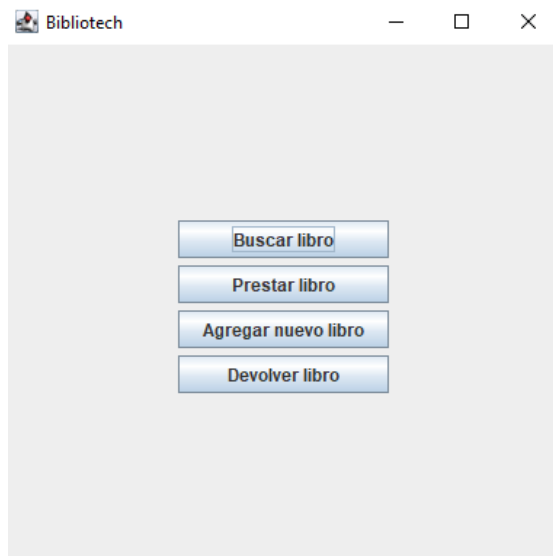 Bibliotech
Buscar libro
Prestar libro
Agregar nuevo libro
Devolver libro